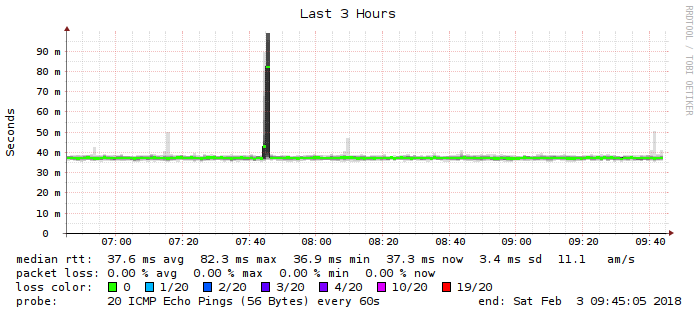 Last 3 Hours
RRDTOOL / TOBI OETIKER
Seconds
90 m
80 m
70 m
60 m
50 m
40 m
30 m
20 m
10 m
0
07:00 07:20 07:40 08:00 08:20 08:40 09:00 09:20 09:40
median rtt: 37.6 ms avg 82.3 ms max 36.9 ms min 37.3 ms now 3.4 ms sd 11.1 am/s
packet loss: 0.00 % avg 0.00 % max 0.00 % min 0.00 % now
loss color: 0 1/20 2/20 3/20 4/20 10/20 19/20
probe: 20 ICMP Echo Pings (56 Bytes) every 60s end: Sat Feb 3 09:45:05 2018